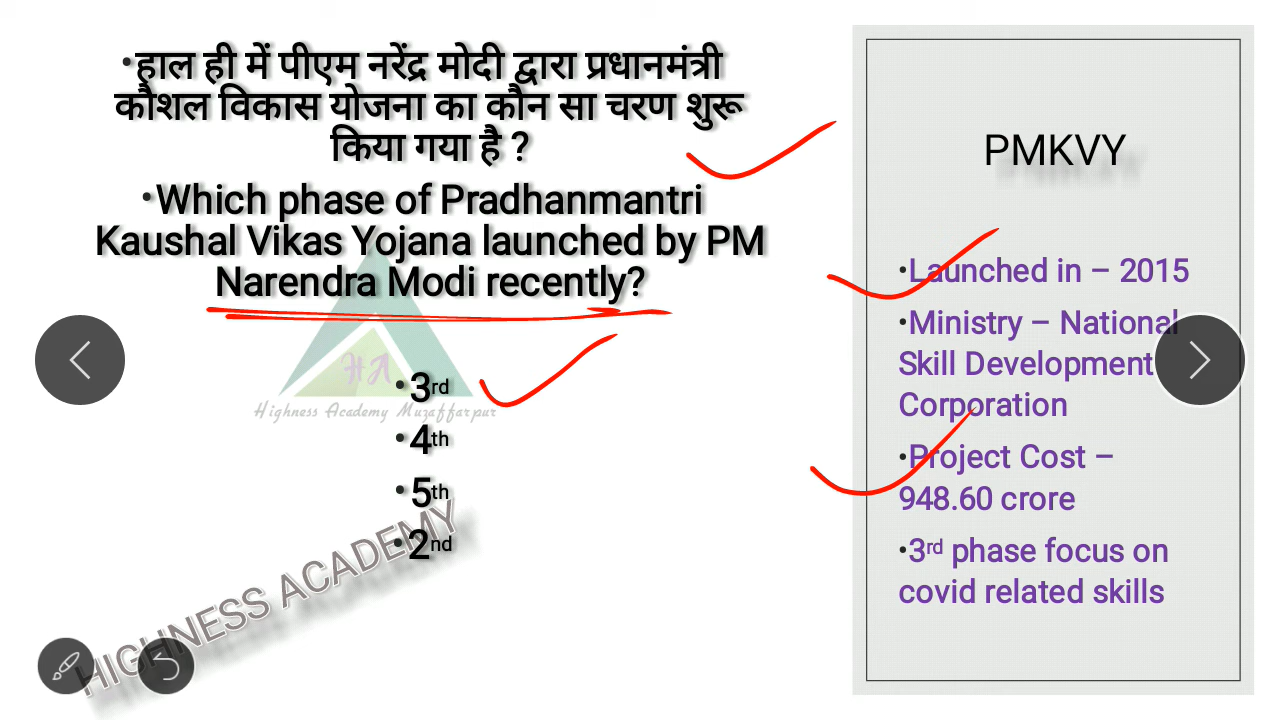 •हाल ही में पीएम नरेंद्र मोदी द्वारा प्रधानमंत्री
कौशल विकास योजना का कौन सा चरण शुरू
किया गया है ?
•Which phase of Pradhanmantri
Kaushal Vikas Yojana launched by PM
Narendra Modi recently?
HA
Highness Academy Muzaffarpur
•3rd
•4th
•5th
•2nd
HIGHNESS ACADEMY
PMKVY
•Launched in – 2015
•Ministry – National
Skill Development
Corporation
•Project Cost –
948.60 crore
•3rd phase focus on
covid related skills